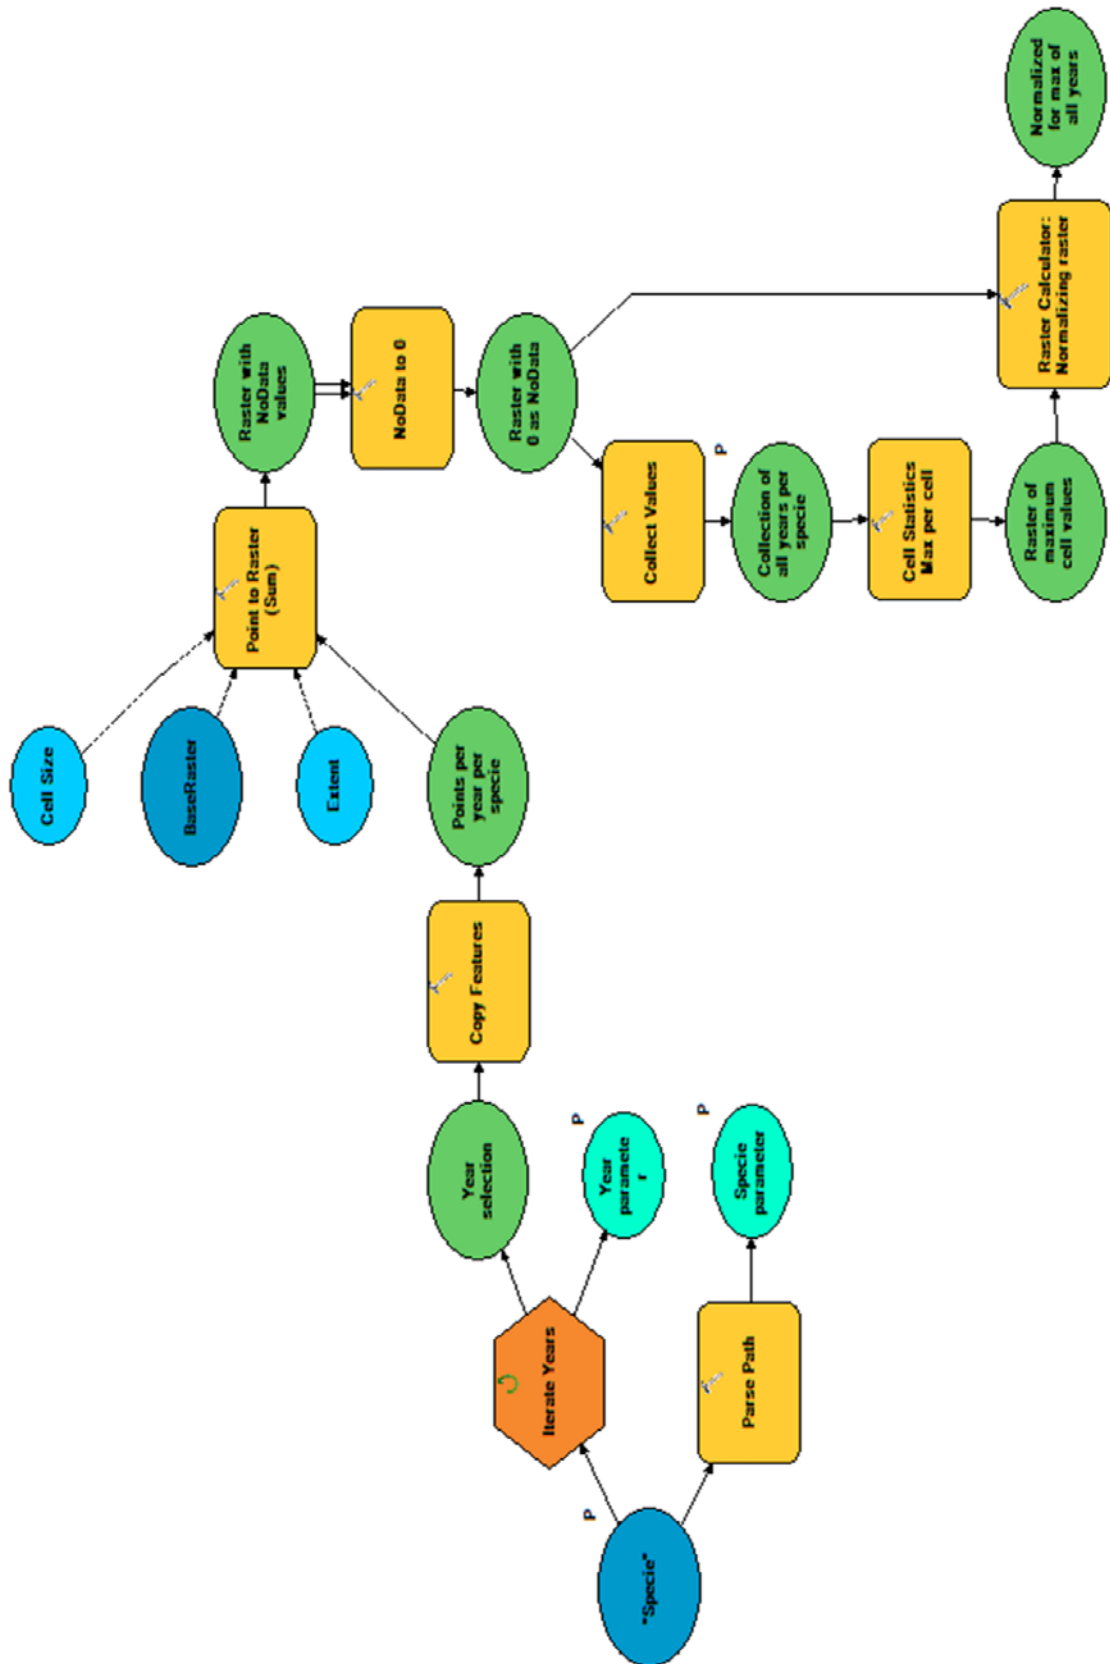 "Specie"
P
Iterate Years
Parse Path
Year
selection
Year
paramete
r
P
Specie
parameter
P
Copy Features
Points per
year per
specie
Cell Size
BaseRaster
Extent
Point to Raster
(Sum)
Raster with
NoData
values
NoData to 0
Raster with
0 as NoData
Collect Values
P
Collection of
all years per
specie
Cell Statistics
Max per cell
Raster of
maximum
cell values
Raster Calculator:
Normalizing raster
Normalized
for max of
all years